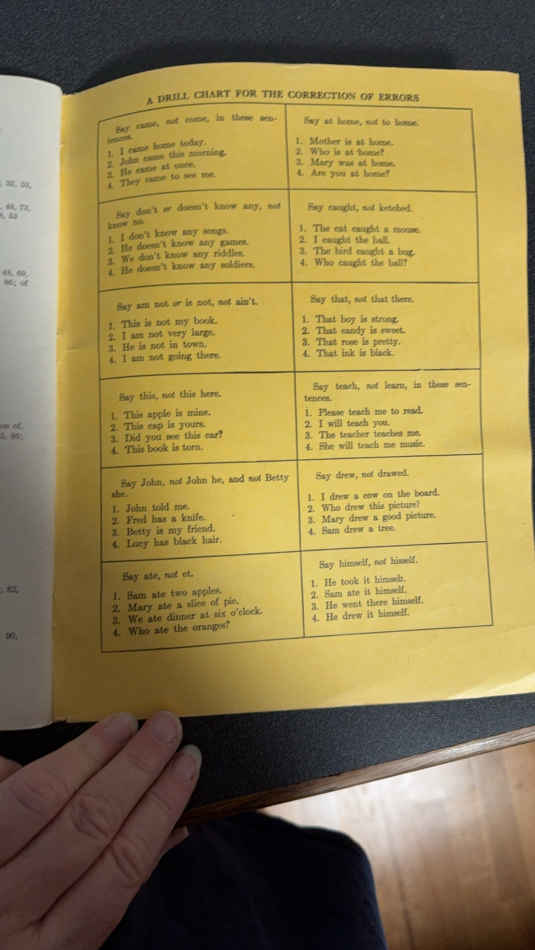 A DRILL CHART FOR THE CORRECTION OF ERRORS
Say came, not come, in these sen-
tences.
1. I came home today.
2. John came this morning.
3. He came at once.
4. They came to see me.
Say at home, not to home.
1. Mother is at home.
2. Who is at home?
3. Mary was at home.
4. Are you at home?
Say don't or doesn't know any, not
know no.
1. I don't know any songs.
2. He doesn't know any games.
3. We don't know any riddles.
4. He doesn't know any soldiers.
Say caught, not ketched.
1. The cat caught a mouse.
2. I caught the ball.
3. The bird caught a bug.
4. Who caught the ball?
Say am not or is not, not ain't.
1. This is not my book.
2. I am not very large.
3. He is not in town.
4. I am not going there.
Say that, not that there.
1. That boy is strong.
2. That candy is sweet.
3. That rose is pretty.
4. That ink is black.
Say this, not this here.
1. This apple is mine.
2. This cap is yours.
3. Did you see this car?
4. This book is torn.
Say teach, not learn, in these sen-
tences.
1. Please teach me to read.
2. I will teach you.
3. The teacher teaches me.
4. She will teach me music.
Say John, not John he, and not Betty
she.
1. John told me.
2. Fred has a knife.
3. Betty is my friend.
4. Lucy has black hair.
Say drew, not drawed.
1. I drew a cow on the board.
2. Who drew this picture?
3. Mary drew a good picture.
4. Sam drew a tree.
Say ate, not et.
1. Sam ate two apples.
2. Mary ate a slice of pie.
3. We ate dinner at six o'clock.
4. Who ate the oranges?
Say himself, not hisself.
1. He took it himself.
2. Sam ate it himself.
3. He went there himself.
4. He drew it himself.